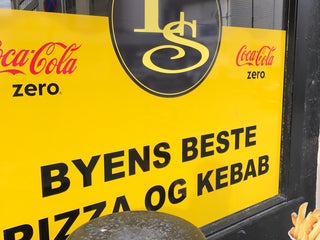 Coca-Cola
zero
S
Coca-Cola
zero
BYENS BESTE
PIZZA OG KEBAB